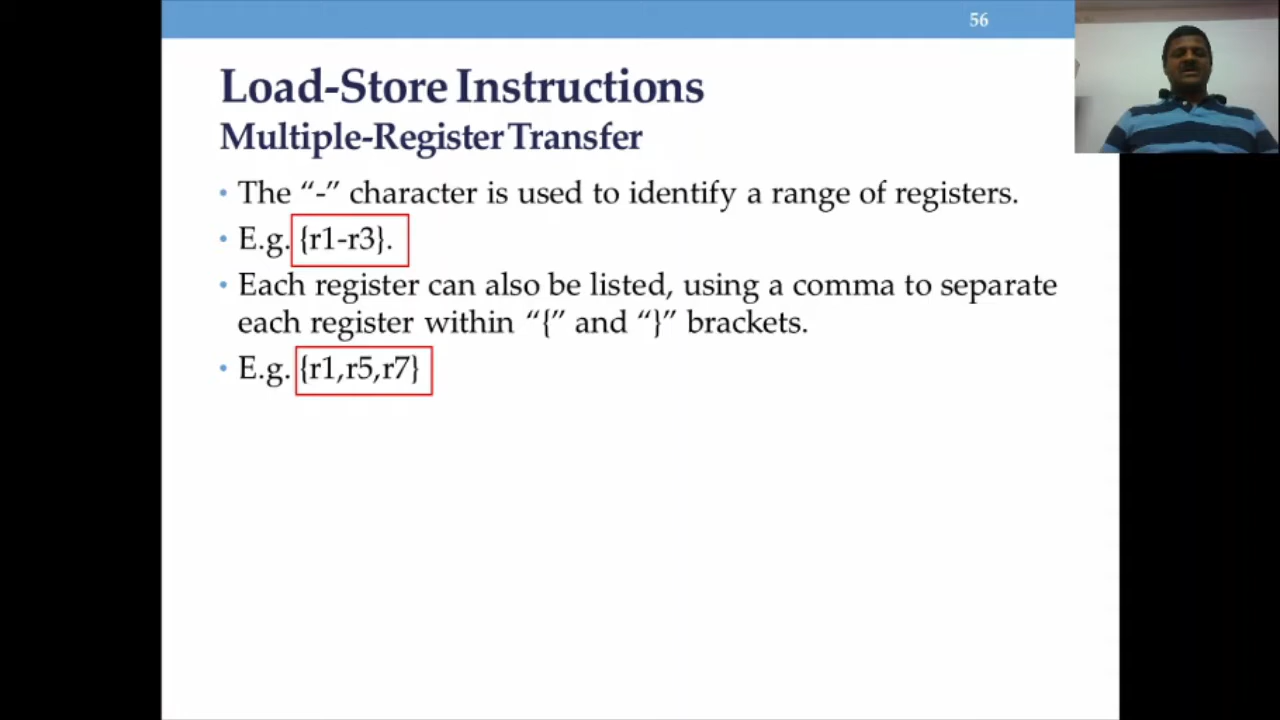 56
Load-Store Instructions
Multiple-Register Transfer
• The “-” character is used to identify a range of registers.
• E.g. {r1-r3}.
• Each register can also be listed, using a comma to separate
each register within “{” and “}” brackets.
• E.g. {r1,r5,r7}